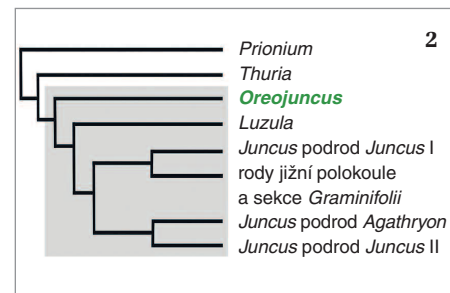 2
Prionium
Thuria
Oreojuncus
Luzula
Juncus podrod Juncus I
rody jižní polokoule
a sekce Graminifolii
Juncus podrod Agathryon
Juncus podrod Juncus II